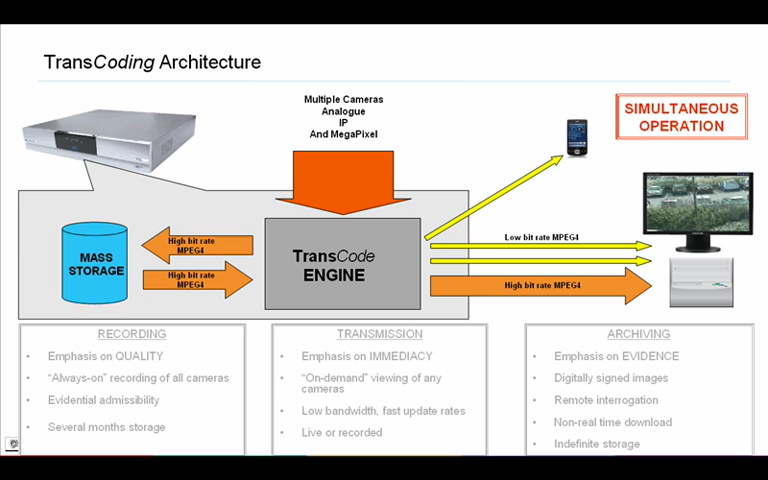 TransCoding Architecture
Multiple Cameras
Analogue
IP
And MegaPixel
SIMULTANEOUS
OPERATION
MASS
STORAGE
High bit rate
MPEG4
High bit rate
MPEG4
TransCode
ENGINE
Low bit rate MPEG4
High bit rate MPEG4
RECORDING
• Emphasis on QUALITY
• “Always-on” recording of all cameras
• Evidential admissibility
• Several months storage
TRANSMISSION
• Emphasis on IMMEDIACY
• “On-demand” viewing of any
cameras
• Low bandwidth, fast update rates
• Live or recorded
ARCHIVING
• Emphasis on EVIDENCE
• Digitally signed images
• Remote interrogation
• Non-real time download
• Indefinite storage